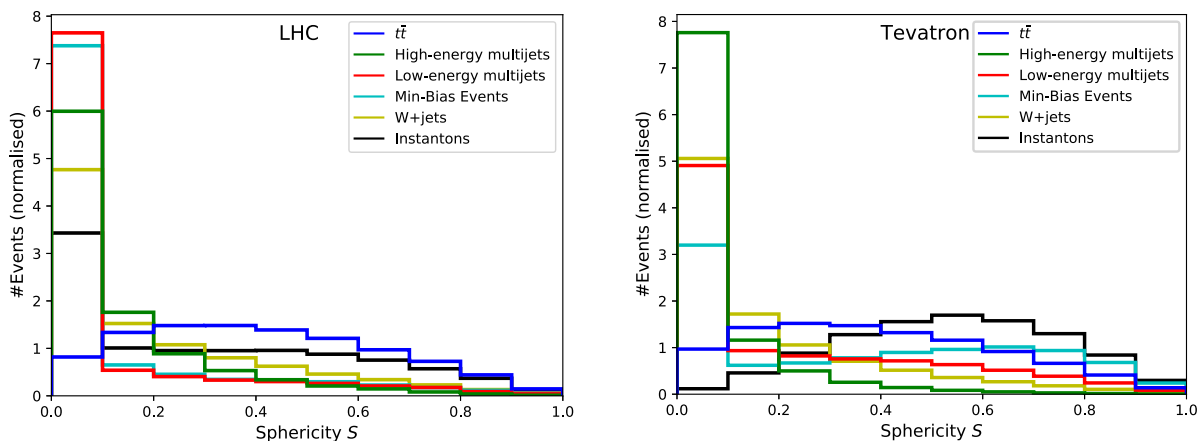 LHC
tt̄
High-energy multijets
Low-energy multijets
Min-Bias Events
W+jets
Instantons
#Events (normalised)
8
7
6
5
4
3
2
1
0
0.0 0.2 0.4 0.6 0.8 1.0
Sphericity S
Tevatron
tt̄
High-energy multijets
Low-energy multijets
Min-Bias Events
W+jets
Instantons
#Events (normalised)
8
7
6
5
4
3
2
1
0
0.0 0.2 0.4 0.6 0.8 1.0
Sphericity S